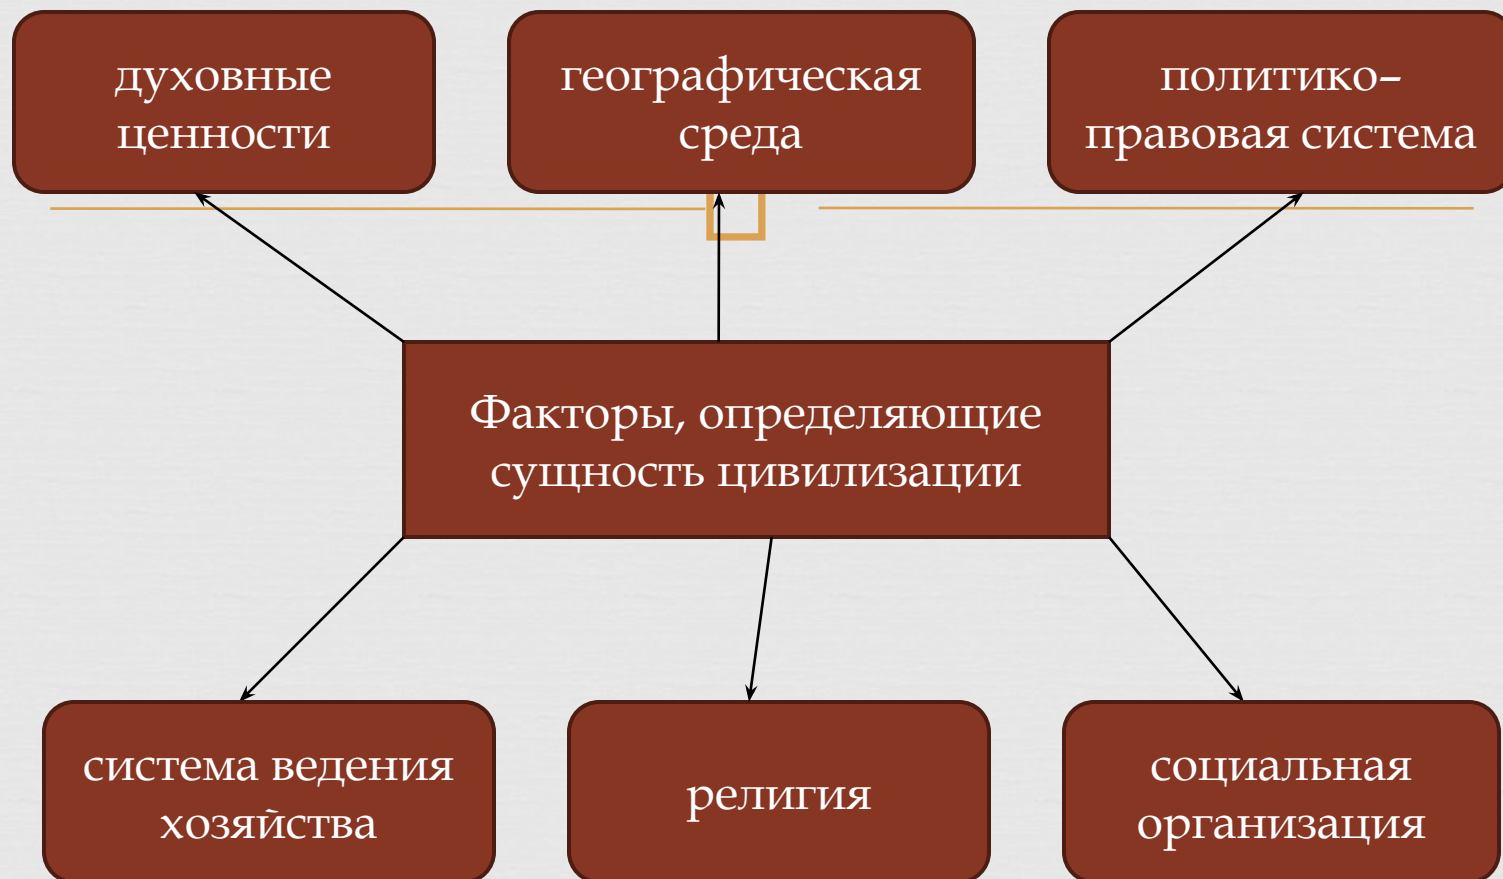 духовные
ценности
географическая
среда
политико–
правовая система
Факторы, определяющие
сущность цивилизации
система ведения
хозяйства
религия
социальная
организация